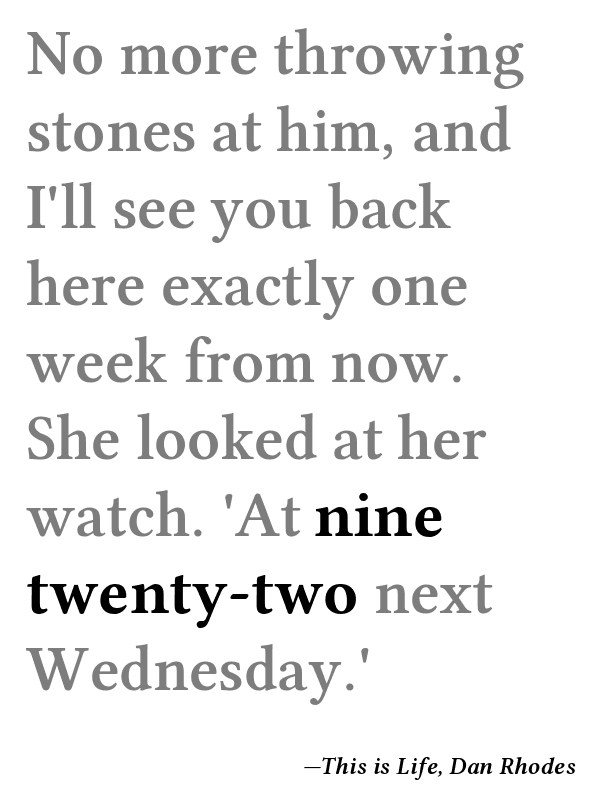 No more throwing
stones at him, and
I'll see you back
here exactly one
week from now.
She looked at her
watch. 'At nine
twenty-two next
Wednesday.'
—This is Life, Dan Rhodes